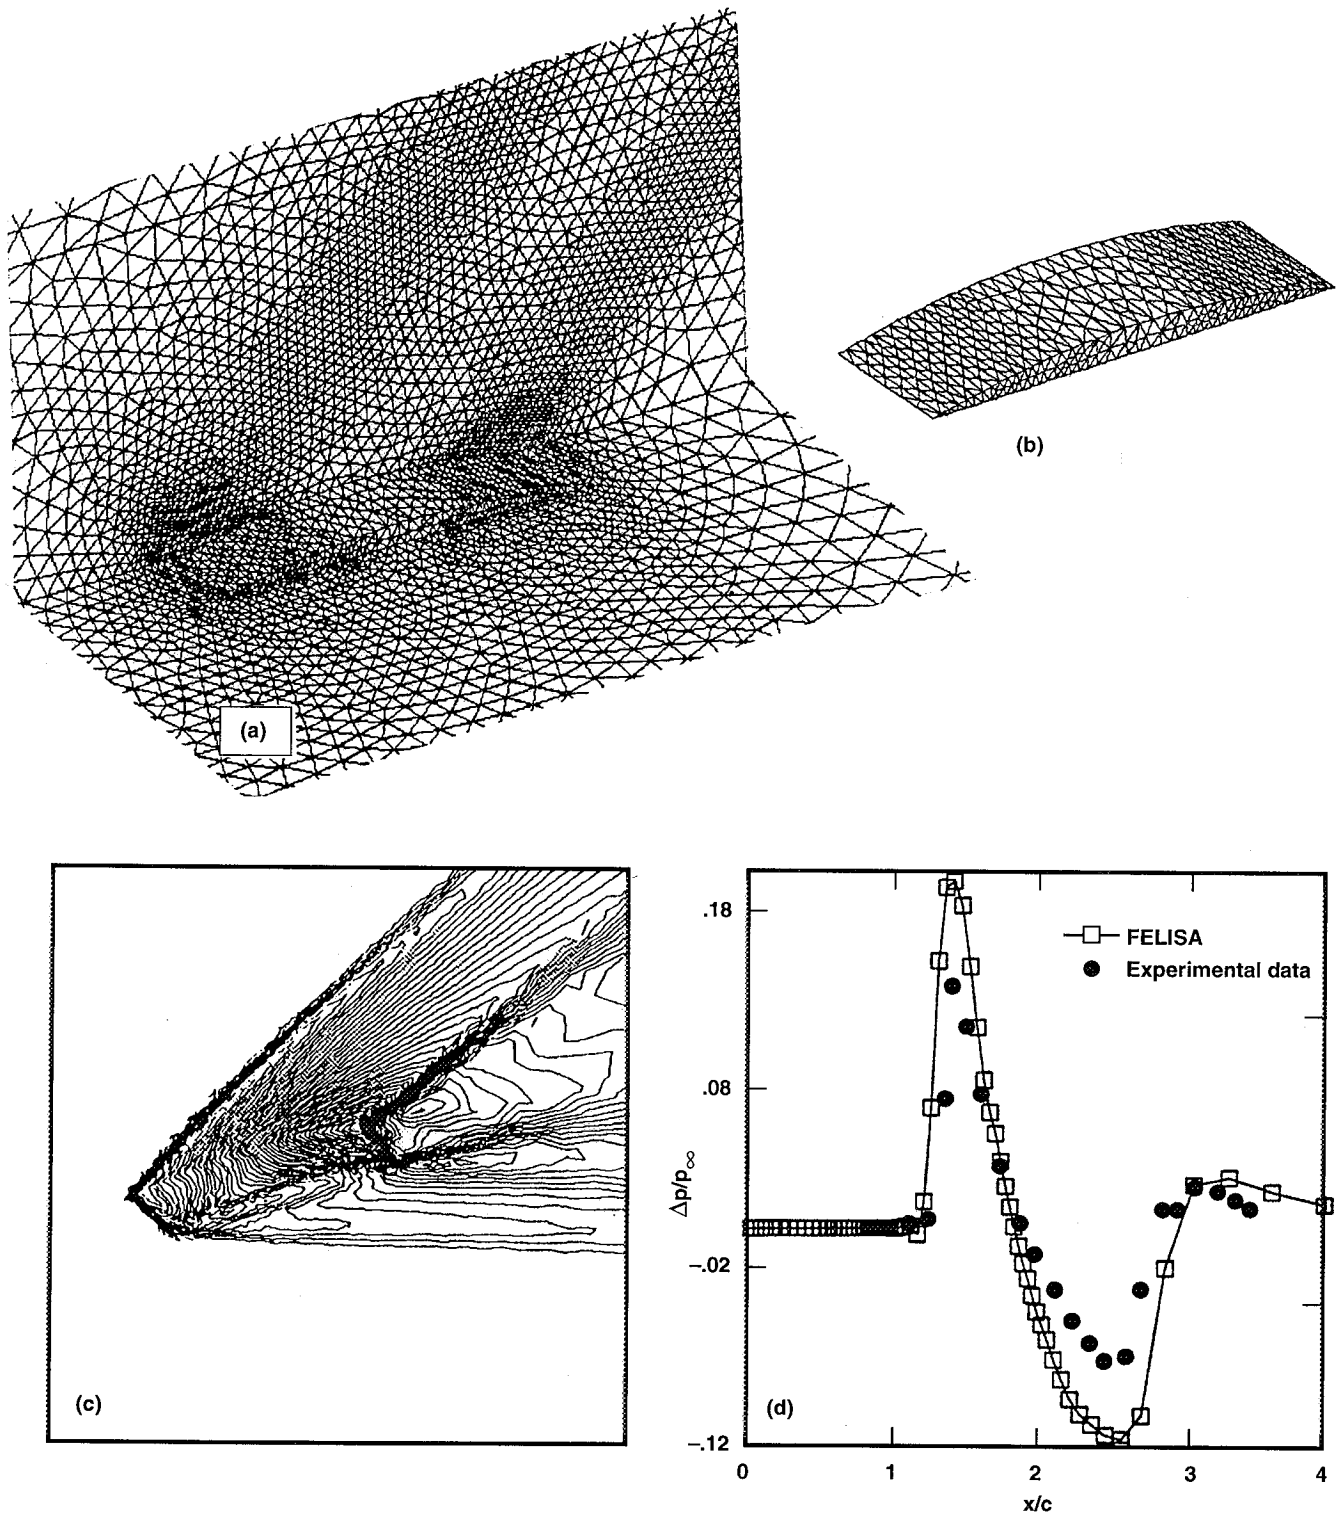 (b)
(a)
(c)
.18
.08
–.02
–.12
Δp/p∞
FELISA
Experimental data
(d)
0 1 2 3 4
x/c